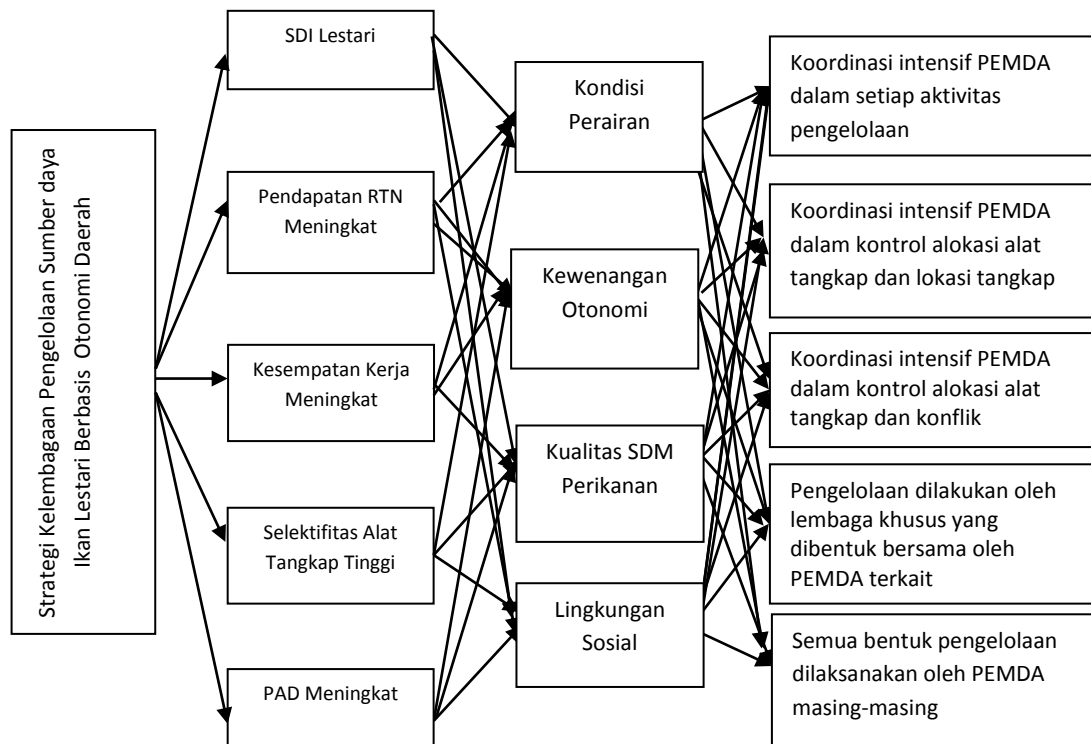 Strategi Kelembagaan Pengelolaan Sumber daya
Ikan Lestari Berbasis Otonomi Daerah
SDI Lestari
Pendapatan RTN
Meningkat
Kesempatan Kerja
Meningkat
Selektifitas Alat
Tangkap Tinggi
PAD Meningkat
Kondisi
Perairan
Kewenangan
Otonomi
Kualitas SDM
Perikanan
Lingkungan
Sosial
Koordinasi intensif PEMDA
dalam setiap aktivitas
pengelolaan
Koordinasi intensif PEMDA
dalam kontrol alokasi alat
tangkap dan lokasi tangkap
Koordinasi intensif PEMDA
dalam kontrol alokasi alat
tangkap dan konflik
Pengelolaan dilakukan oleh
lembaga khusus yang
dibentuk bersama oleh
PEMDA terkait
Semua bentuk pengelolaan
dilaksanakan oleh PEMDA
masing-masing